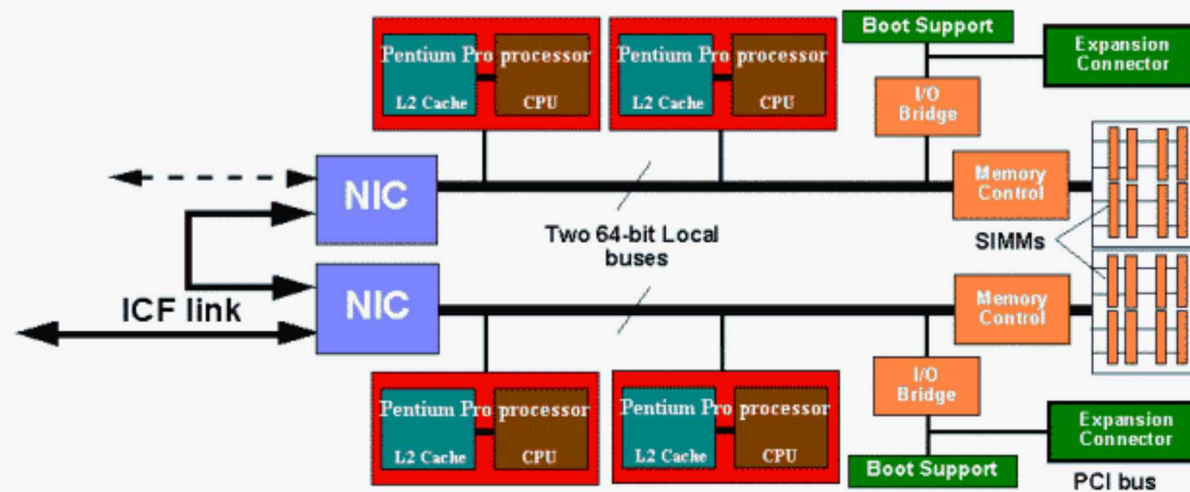 Pentium Pro processor
L2 Cache
CPU
Pentium Pro processor
L2 Cache
CPU
Boot Support
Expansion
Connector
I/O
Bridge
NIC
Memory
Control
Two 64-bit Local
buses
SIMMs
ICF link
NIC
Memory
Control
Pentium Pro processor
L2 Cache
CPU
Pentium Pro processor
L2 Cache
CPU
I/O
Bridge
Expansion
Connector
Boot Support
PCI bus